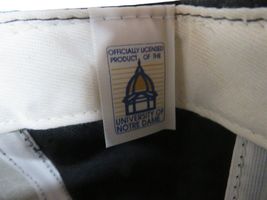 OFFICIALLY LICENSED
PRODUCT OF THE
UNIVERSITY OF
NOTRE DAME